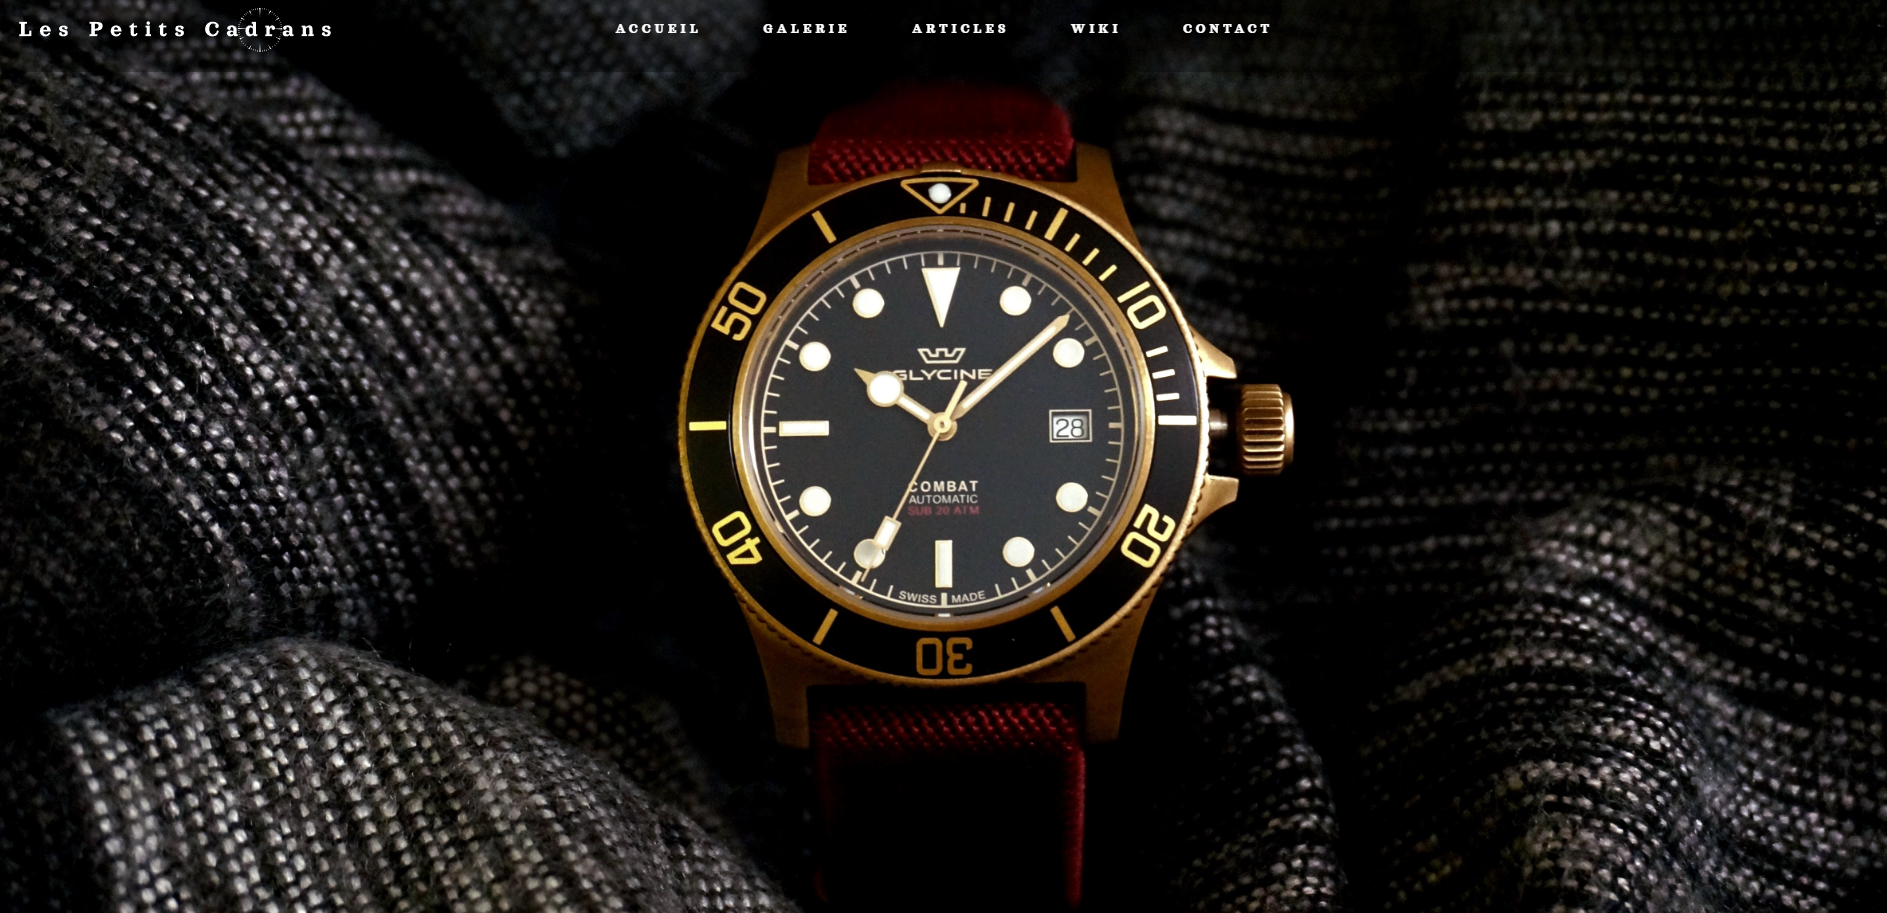 Les Petits Cadrans
ACCUEIL GALERIE ARTICLES WIKI CONTACT
50
10
GLYCINE
28
COMBAT
AUTOMATIC
SUB 20 ATM
40
20
SWISS MADE
30